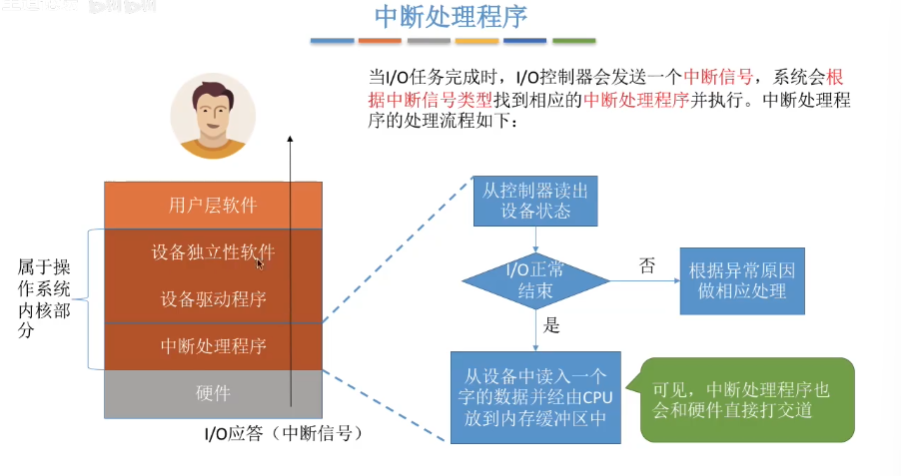 中断处理程序
当I/O任务完成时，I/O控制器会发送一个中断信号，系统会根
据中断信号类型找到相应的中断处理程序并执行。中断处理程
序的处理流程如下：
用户层软件
设备独立性软件
设备驱动程序
中断处理程序
硬件
属于操
作系统
内核部
分
I/O应答（中断信号）
从控制器读出
设备状态
I/O正常
结束
否
根据异常原因
做相应处理
是
从设备中读入一个
字的数据并经由CPU
放到内存缓冲区中
可见，中断处理程序也
会和硬件直接打交道